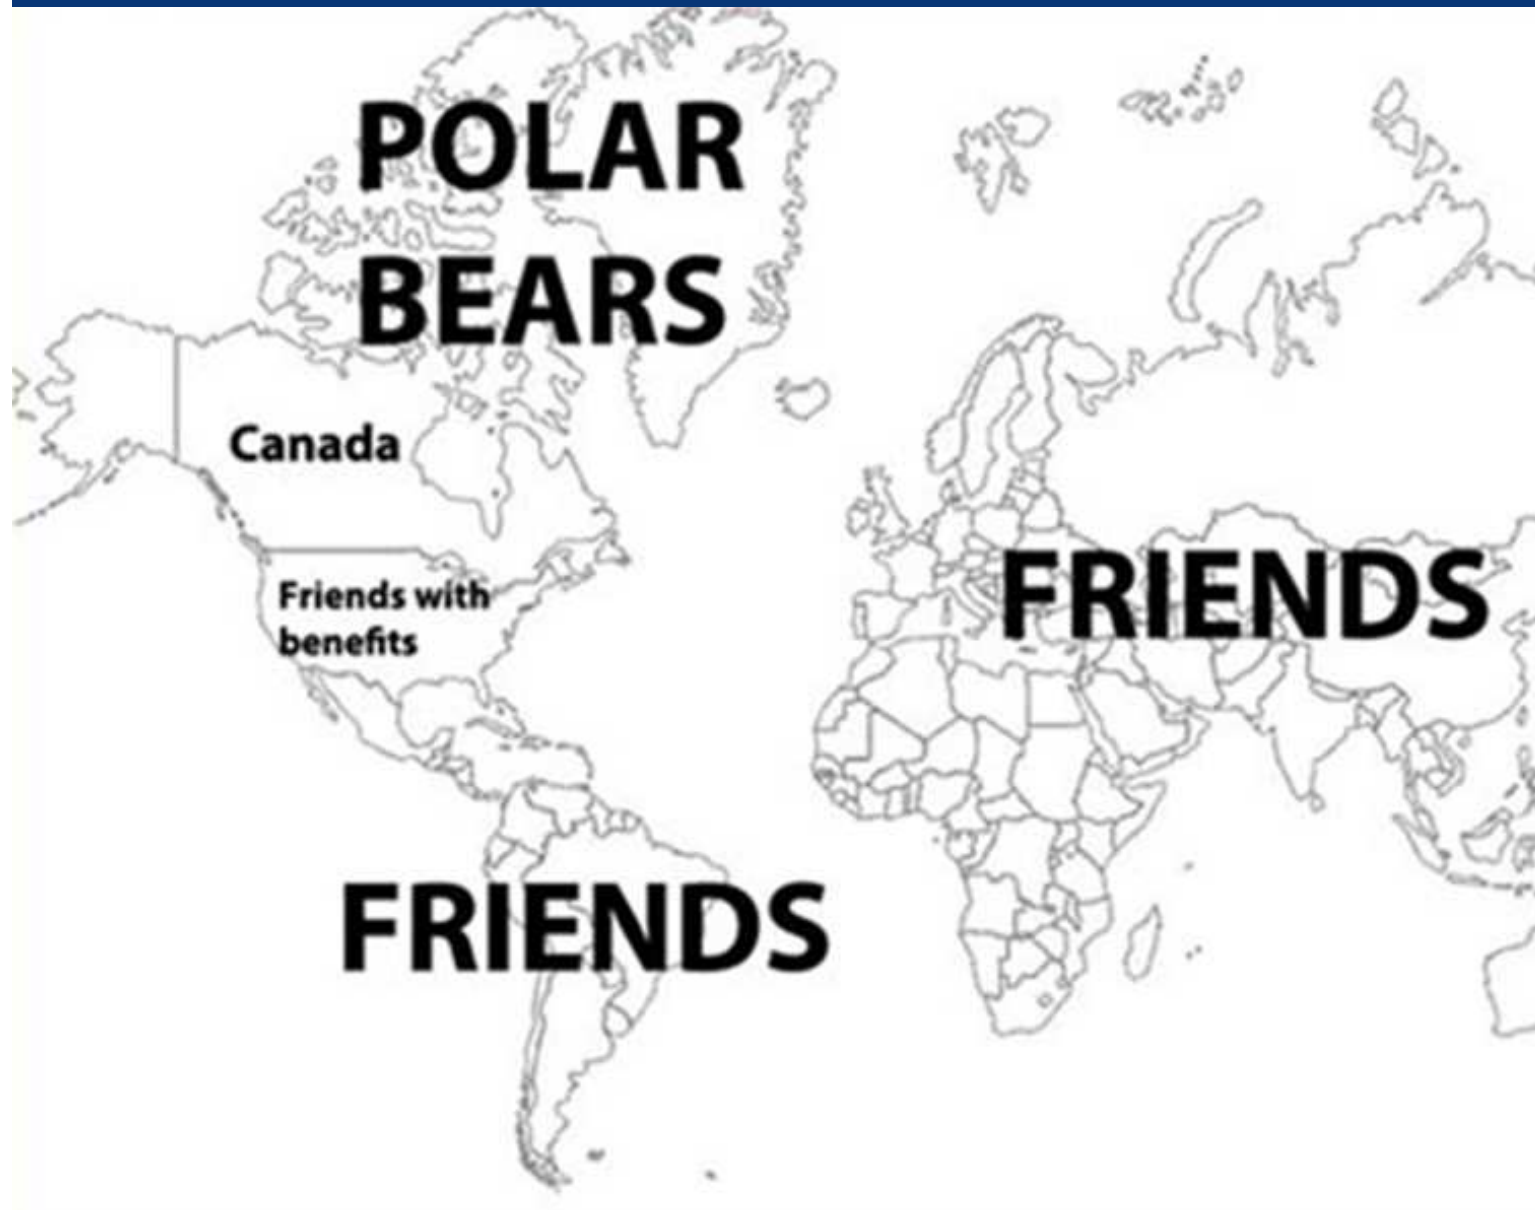 POLAR
BEARS
Canada
Friends with
benefits
FRIENDS
FRIENDS